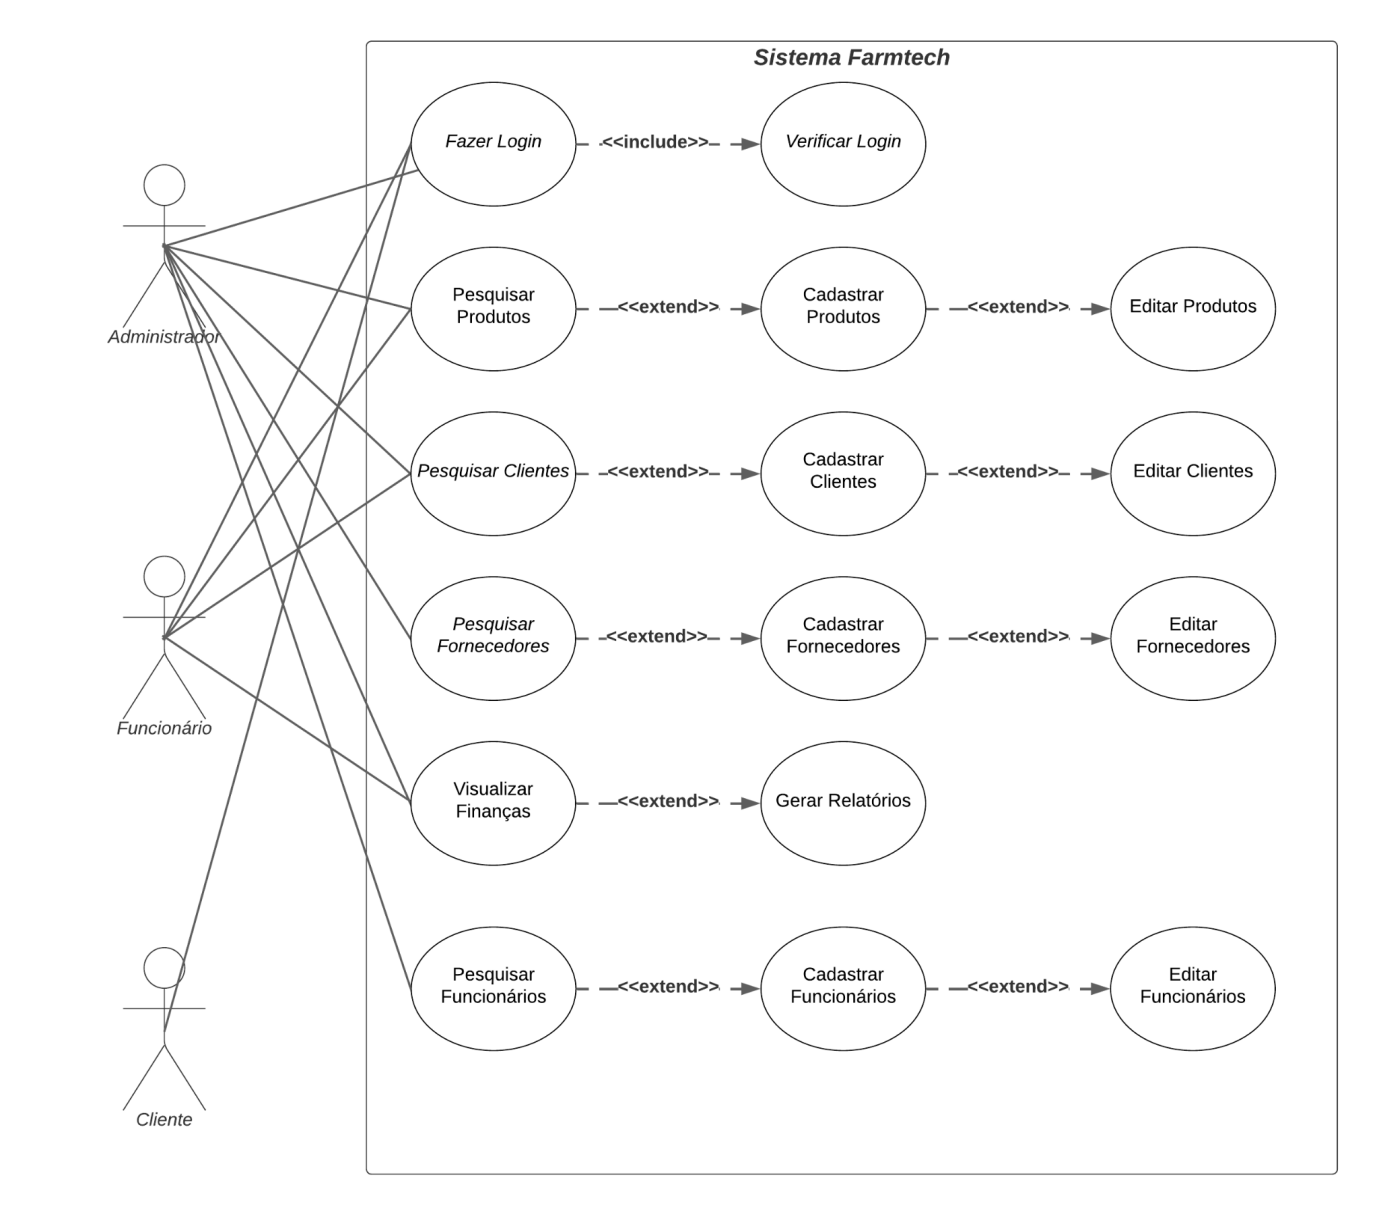 Sistema Farmtech
Fazer Login
<<include>>
Verificar Login
Administrador
Pesquisar
Produtos
<<extend>>
Cadastrar
Produtos
<<extend>>
Editar Produtos
Pesquisar Clientes
<<extend>>
Cadastrar
Clientes
<<extend>>
Editar Clientes
Funcionário
Pesquisar
Fornecedores
<<extend>>
Cadastrar
Fornecedores
<<extend>>
Editar
Fornecedores
Visualizar
Finanças
<<extend>>
Gerar Relatórios
Pesquisar
Funcionários
<<extend>>
Cadastrar
Funcionários
<<extend>>
Editar
Funcionários
Cliente